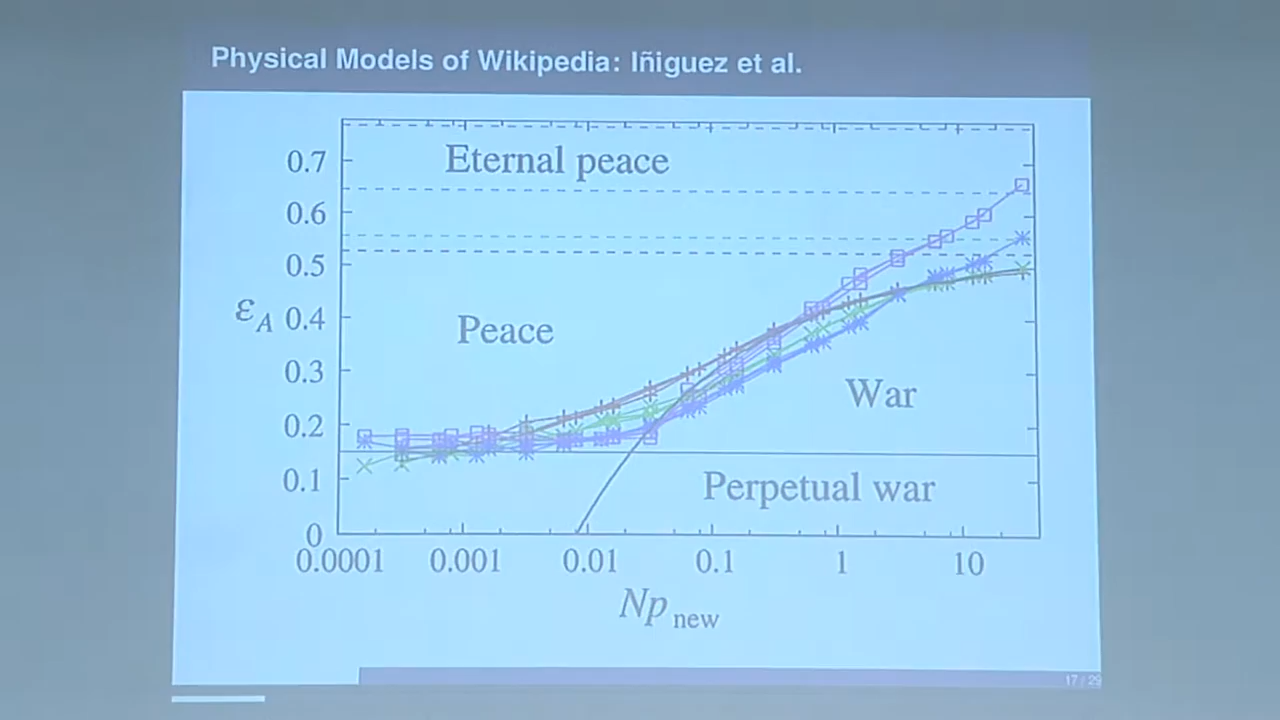 Physical Models of Wikipedia: Iñiguez et al.
Eternal peace
Peace
War
Perpetual war
0.7
0.6
0.5
0.4
0.3
0.2
0.1
0
εA
0.0001 0.001 0.01 0.1 1 10
Np new
17 / 29